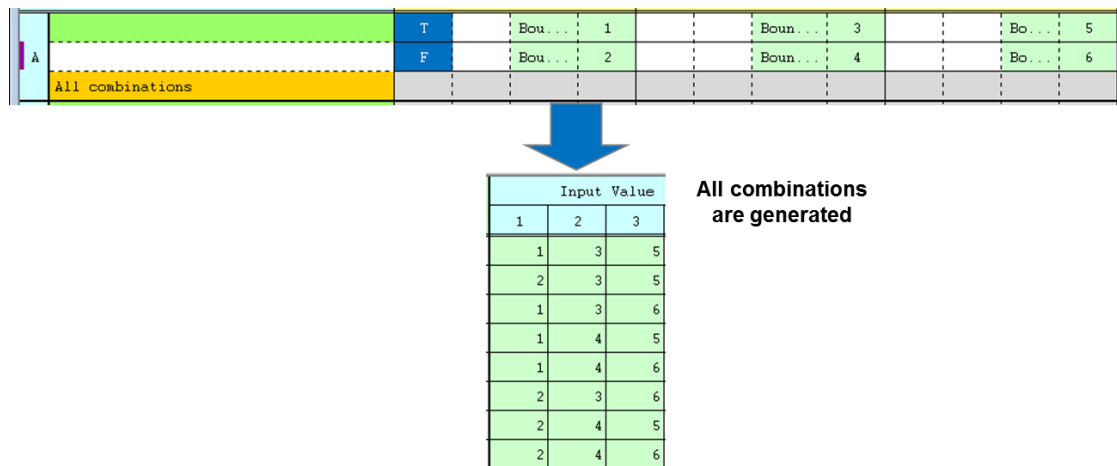 T Bou... 1 Boun... 3 Bo... 5
A
F Bou... 2 Boun... 4 Bo... 6
All combinations
Input Value
1 2 3
1 3 5
2 3 5
1 3 6
1 4 5
1 4 6
2 3 6
2 4 5
2 4 6
All combinations
are generated